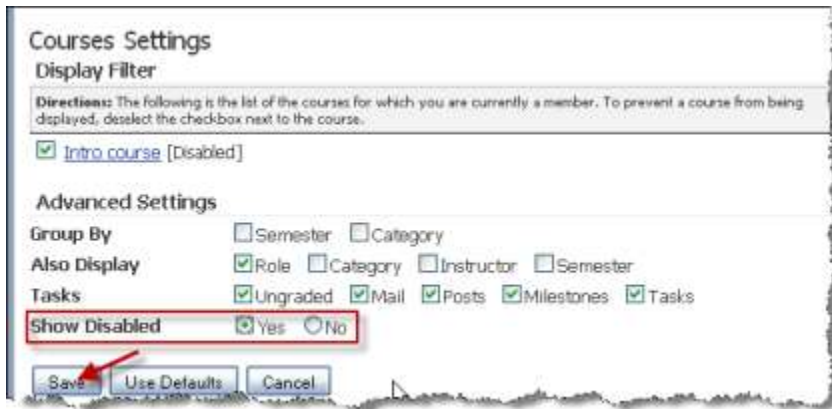 Courses Settings
Display Filter
Directions: The following is the list of the courses for which you are currently a member. To prevent a course from being
displayed, deselect the checkbox next to the course.
Intro course [Disabled]
Advanced Settings
Group By Semester Category
Also Display Role Category Instructor Semester
Tasks Ungraded Mail Posts Milestones Tasks
Show Disabled Yes No
Save Use Defaults Cancel